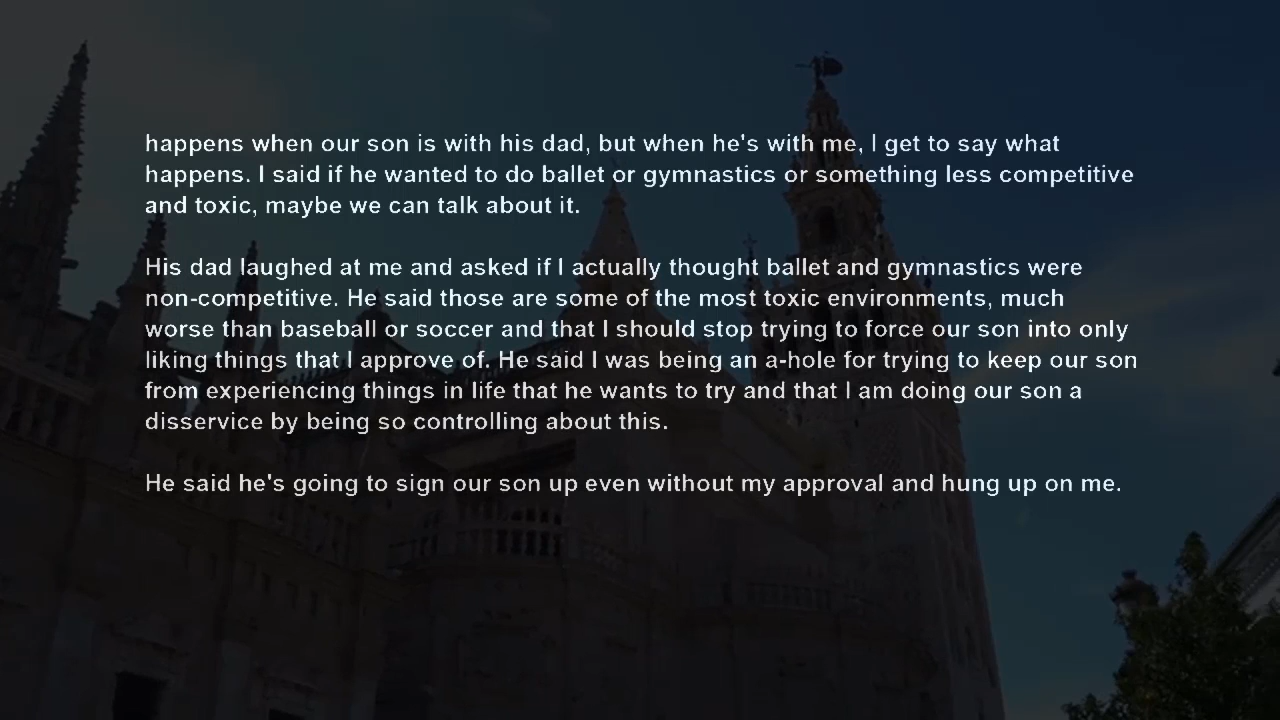 happens when our son is with his dad, but when he's with me, I get to say what
happens. I said if he wanted to do ballet or gymnastics or something less competitive
and toxic, maybe we can talk about it.
His dad laughed at me and asked if I actually thought ballet and gymnastics were
non-competitive. He said those are some of the most toxic environments, much
worse than baseball or soccer and that I should stop trying to force our son into only
liking things that I approve of. He said I was being an a-hole for trying to keep our son
from experiencing things in life that he wants to try and that I am doing our son a
disservice by being so controlling about this.
He said he's going to sign our son up even without my approval and hung up on me.